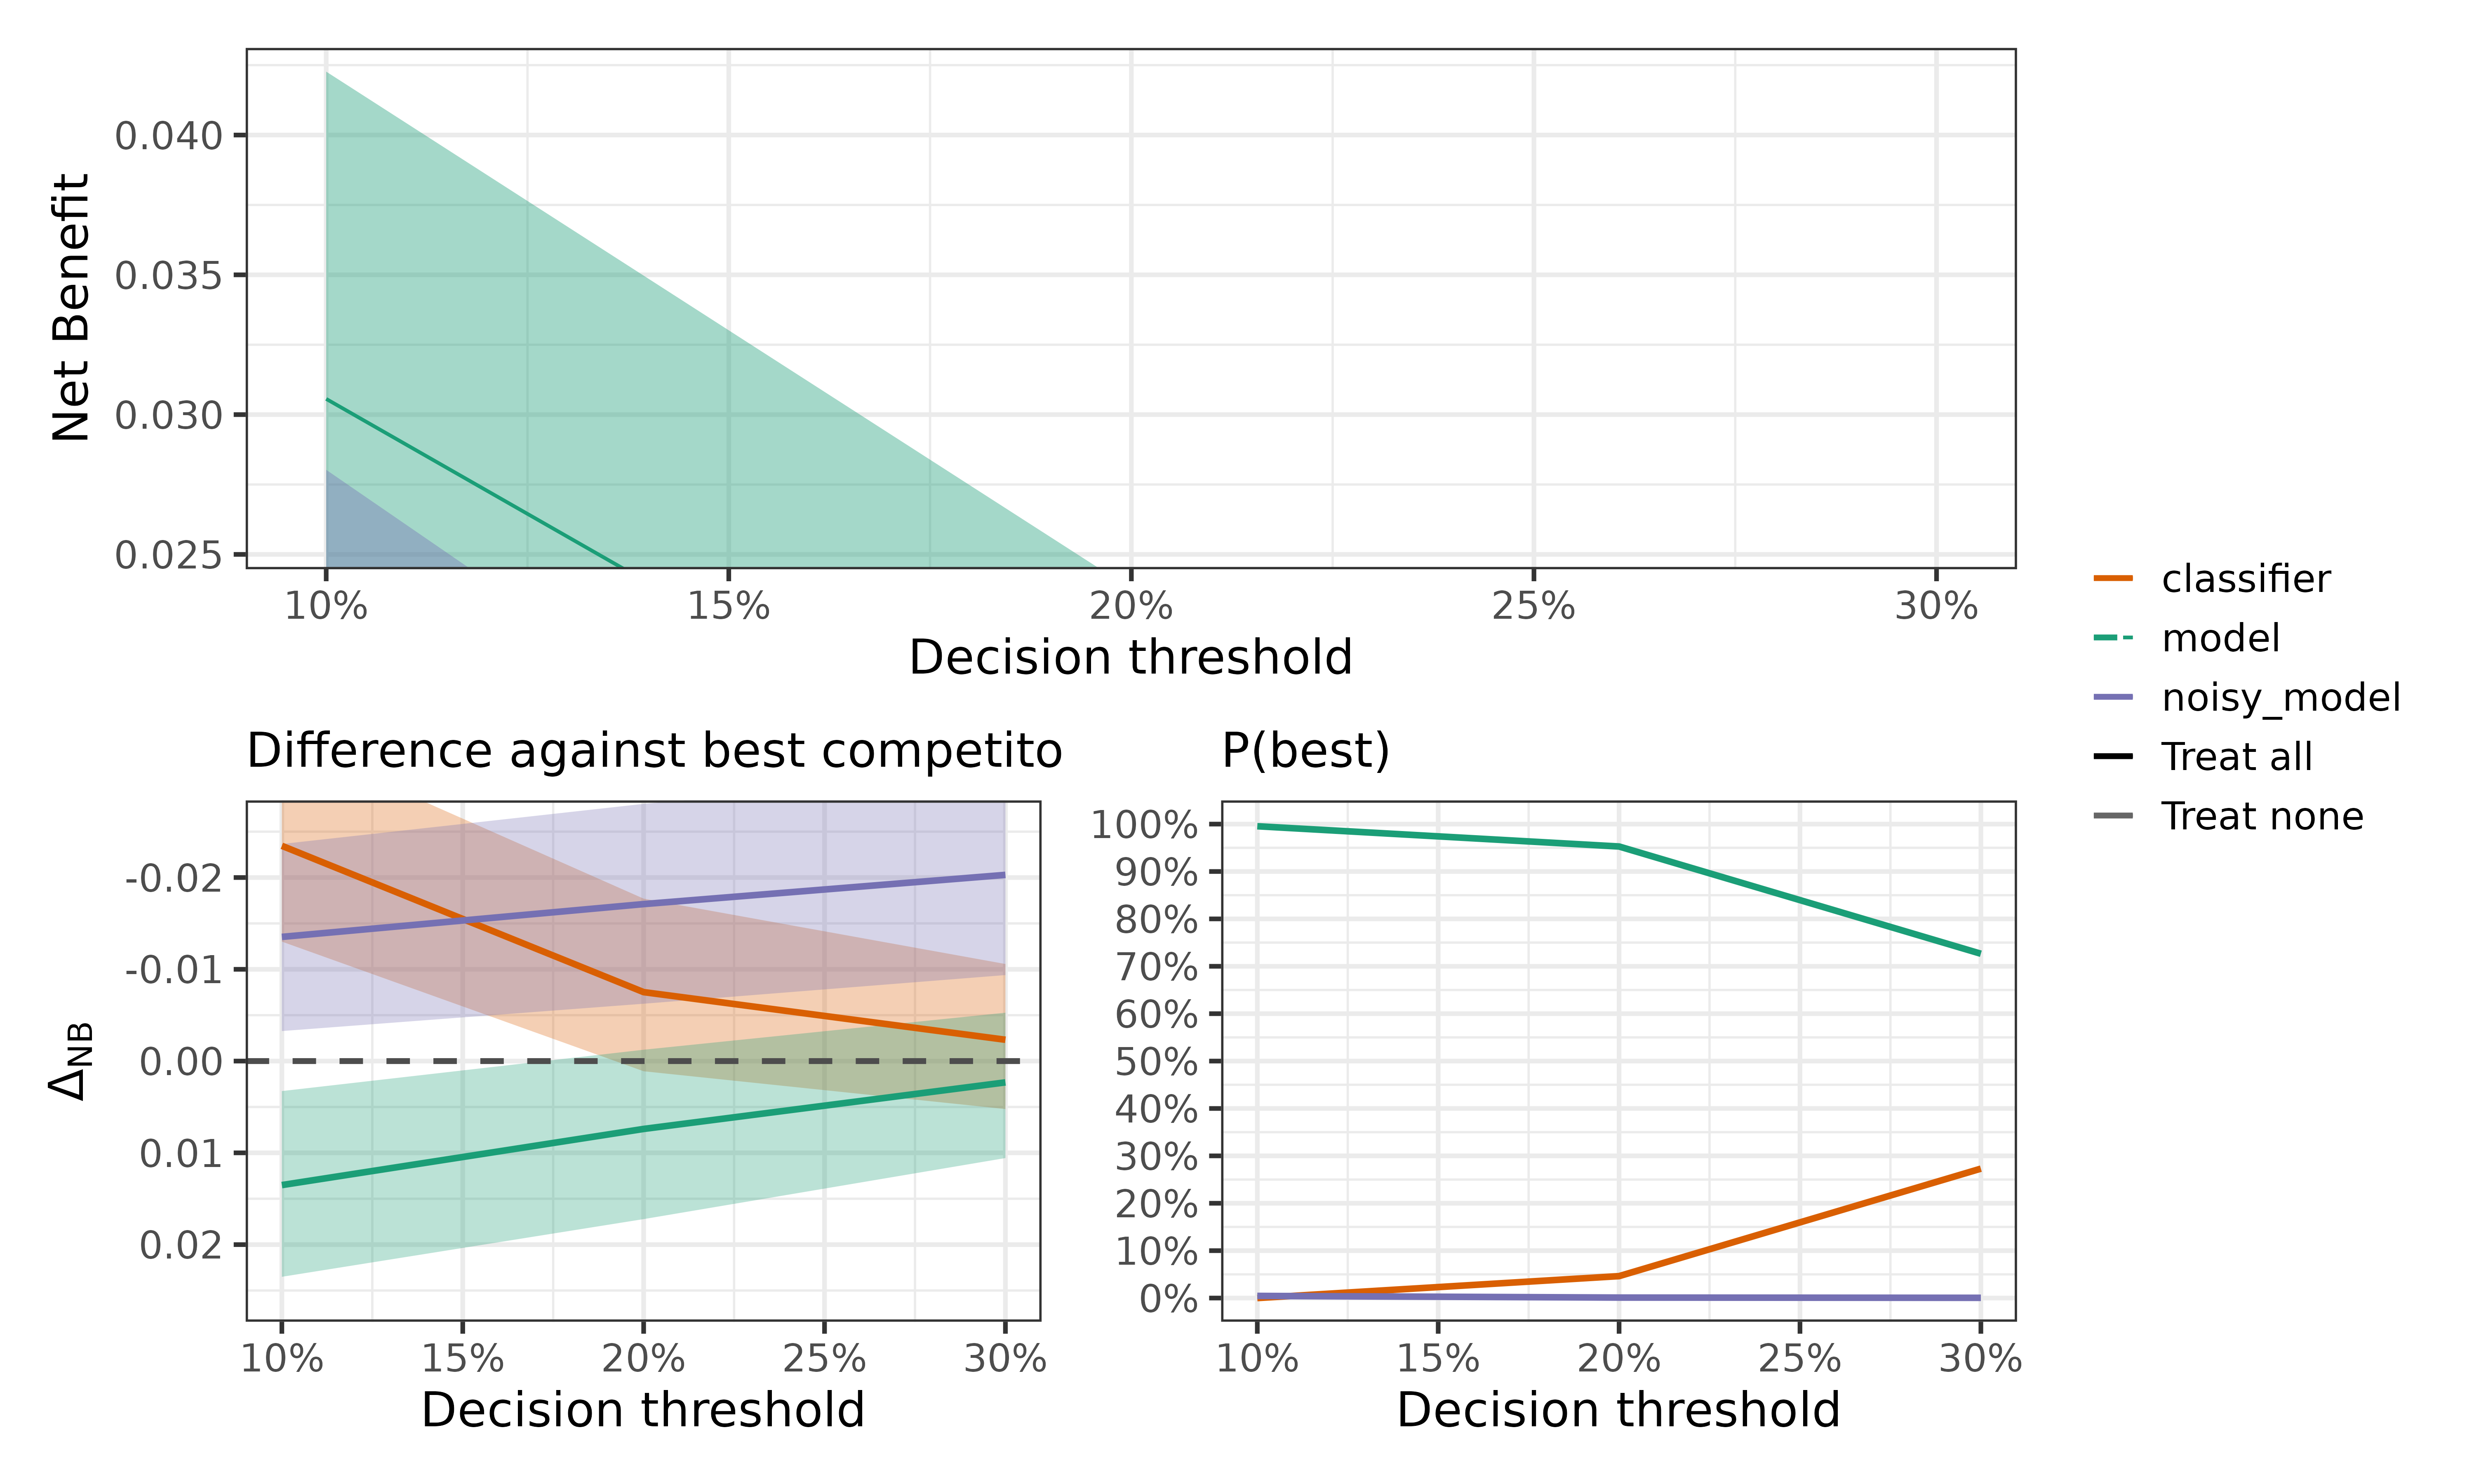 Net Benefit
0.040
0.035
0.030
0.025
10% 15% 20% 25% 30%
Decision threshold
classifier
model
noisy_model
Treat all
Treat none
Difference against best competito
ΔNB
-0.02
-0.01
0.00
0.01
0.02
10% 15% 20% 25% 30%
Decision threshold
P(best)
100%
90%
80%
70%
60%
50%
40%
30%
20%
10%
0%
10% 15% 20% 25% 30%
Decision threshold